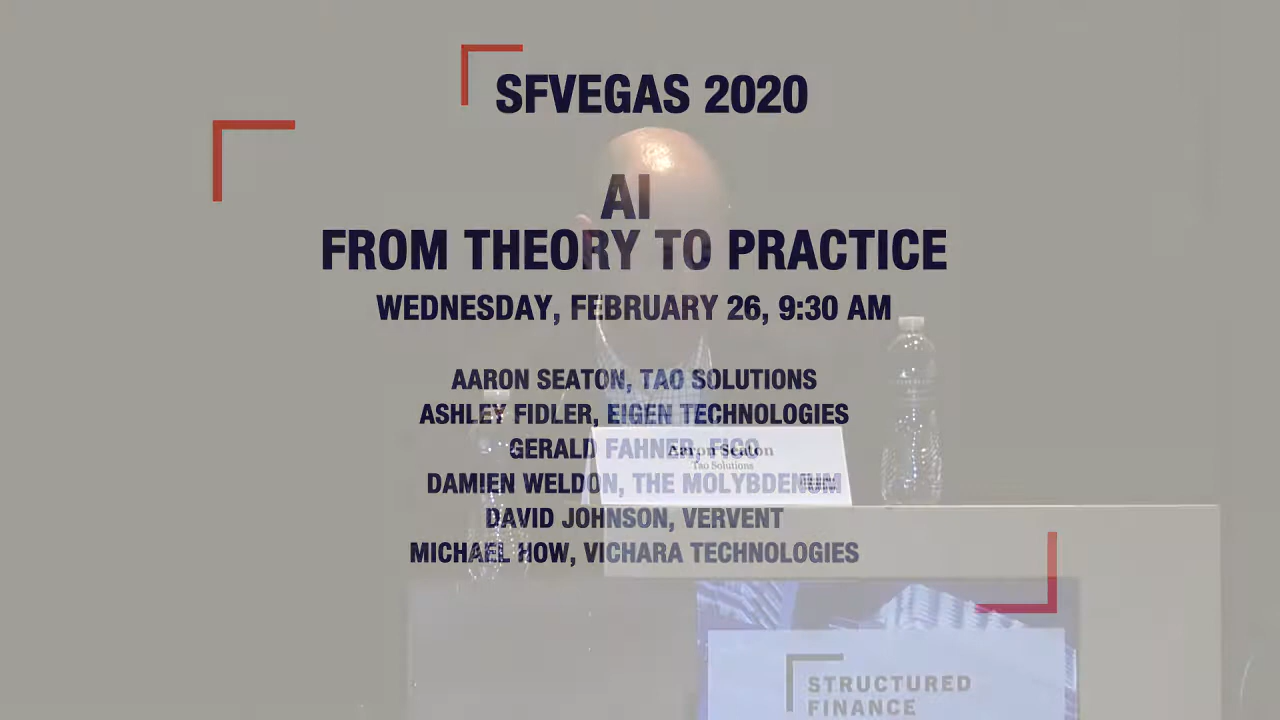 SFVEGAS 2020
AI
FROM THEORY TO PRACTICE
WEDNESDAY, FEBRUARY 26, 9:30 AM
AARON SEATON, TAO SOLUTIONS
ASHLEY FIDLER, EIGEN TECHNOLOGIES
GERALD FAHNER, FICO
Aaron Seaton
Tao Solutions
DAMIEN WELDON, THE MOLYBDENUM
DAVID JOHNSON, VERVENT
MICHAEL HOW, VICHARA TECHNOLOGIES
STRUCTURED
FINANCE